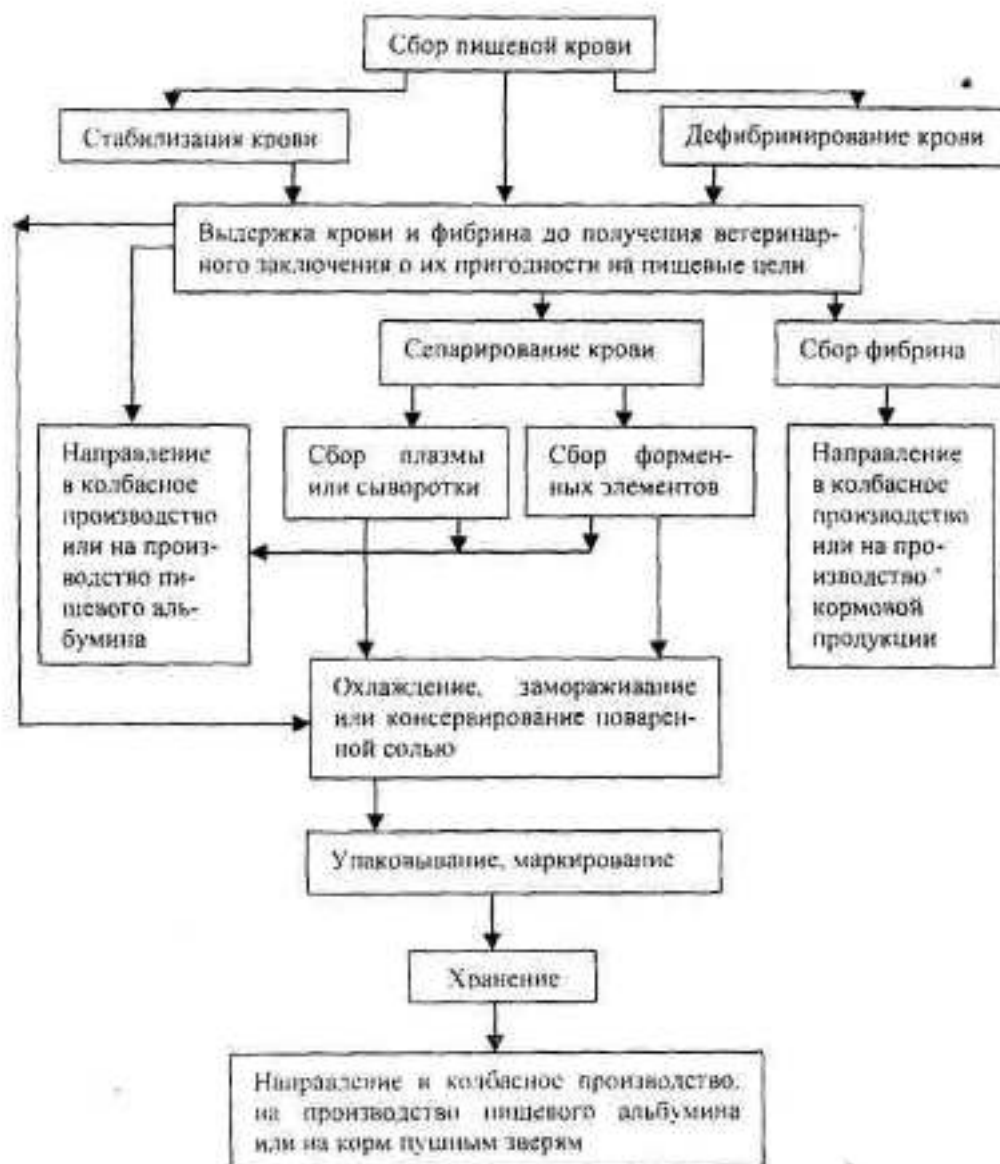 Сбор пищевой крови
Стабилизация крови
Дефибринирование крови
Выдержка крови и фибрина до получения ветеринар-
ного заключения о их пригодности на пищевые цели
Сепарирование крови
Сбор фибрина
Направление
в колбасное
производство
или на произ-
водство пи-
щевого аль-
бумина
Сбор плазмы
или сыворотки
Сбор формен-
ных элементов
Направление
в колбасное
производство
или на про-
изводство
кормовой
продукции
Охлаждение, замораживание
или консервирование поварен-
ной солью
Упаковывание, маркирование
Хранение
Направление в колбасное производство,
на производство пищевого альбумина
или на корм пушным зверям